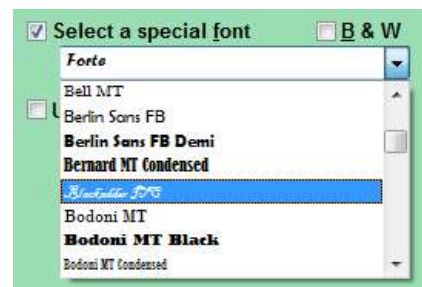 Select a special font B & W
Forte
Bell MT
Berlin Sans FB
Berlin Sans FB Demi
Bernard MT Condensed
Blackadder ITC
Bodoni MT
Bodoni MT Black
Bodoni MT Condensed